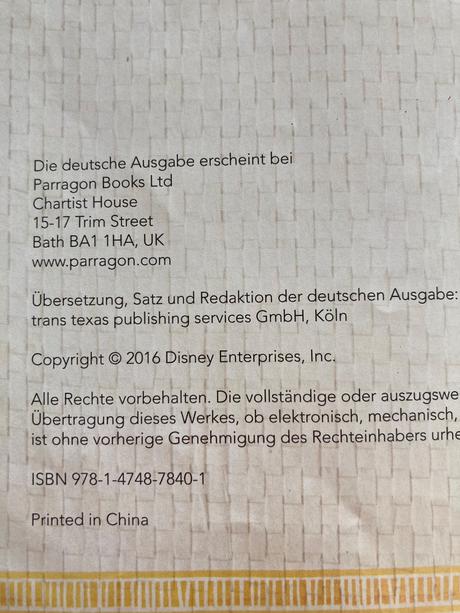 Die deutsche Ausgabe erscheint bei
Parragon Books Ltd
Chartist House
15-17 Trim Street
Bath BA1 1HA, UK
www.parragon.com
Übersetzung, Satz und Redaktion der deutschen Ausgabe:
trans texas publishing services GmbH, Köln
Copyright © 2016 Disney Enterprises, Inc.
Alle Rechte vorbehalten. Die vollständige oder auszugswe
Übertragung dieses Werkes, ob elektronisch, mechanisch,
ist ohne vorherige Genehmigung des Rechteinhabers urhe
ISBN 978-1-4748-7840-1
Printed in China